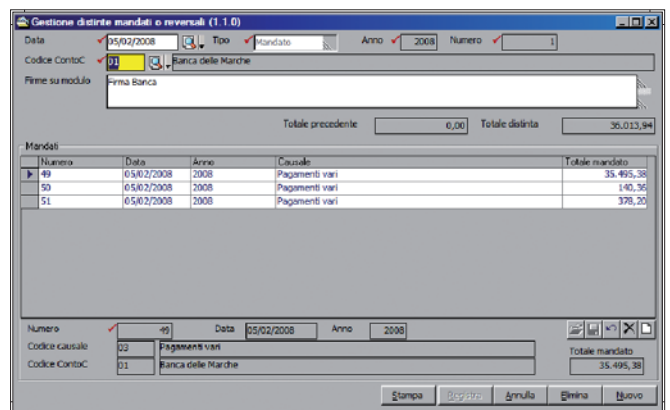 Gestione distinte mandati o reversali (1.1.0)
Data 05/02/2008 Tipo Mandato Anno 2008 Numero 1
Codice ContoC 01 Banca delle Marche
Firme su modulo Firma Banca
Totale precedente 0,00 Totale distinta 36.013,94
Mandati
Numero Data Anno Causale Totale mandato
49 05/02/2008 2008 Pagamenti vari 35.495,38
50 05/02/2008 2008 Pagamenti vari 140,36
51 05/02/2008 2008 Pagamenti vari 378,20
Numero 49 Data 05/02/2008 Anno 2008
Codice causale 03 Pagamenti vari
Totale mandato
Codice ContoC 01 Banca delle Marche 35.495,38
Stampa Registra Annulla Elimina Nuovo